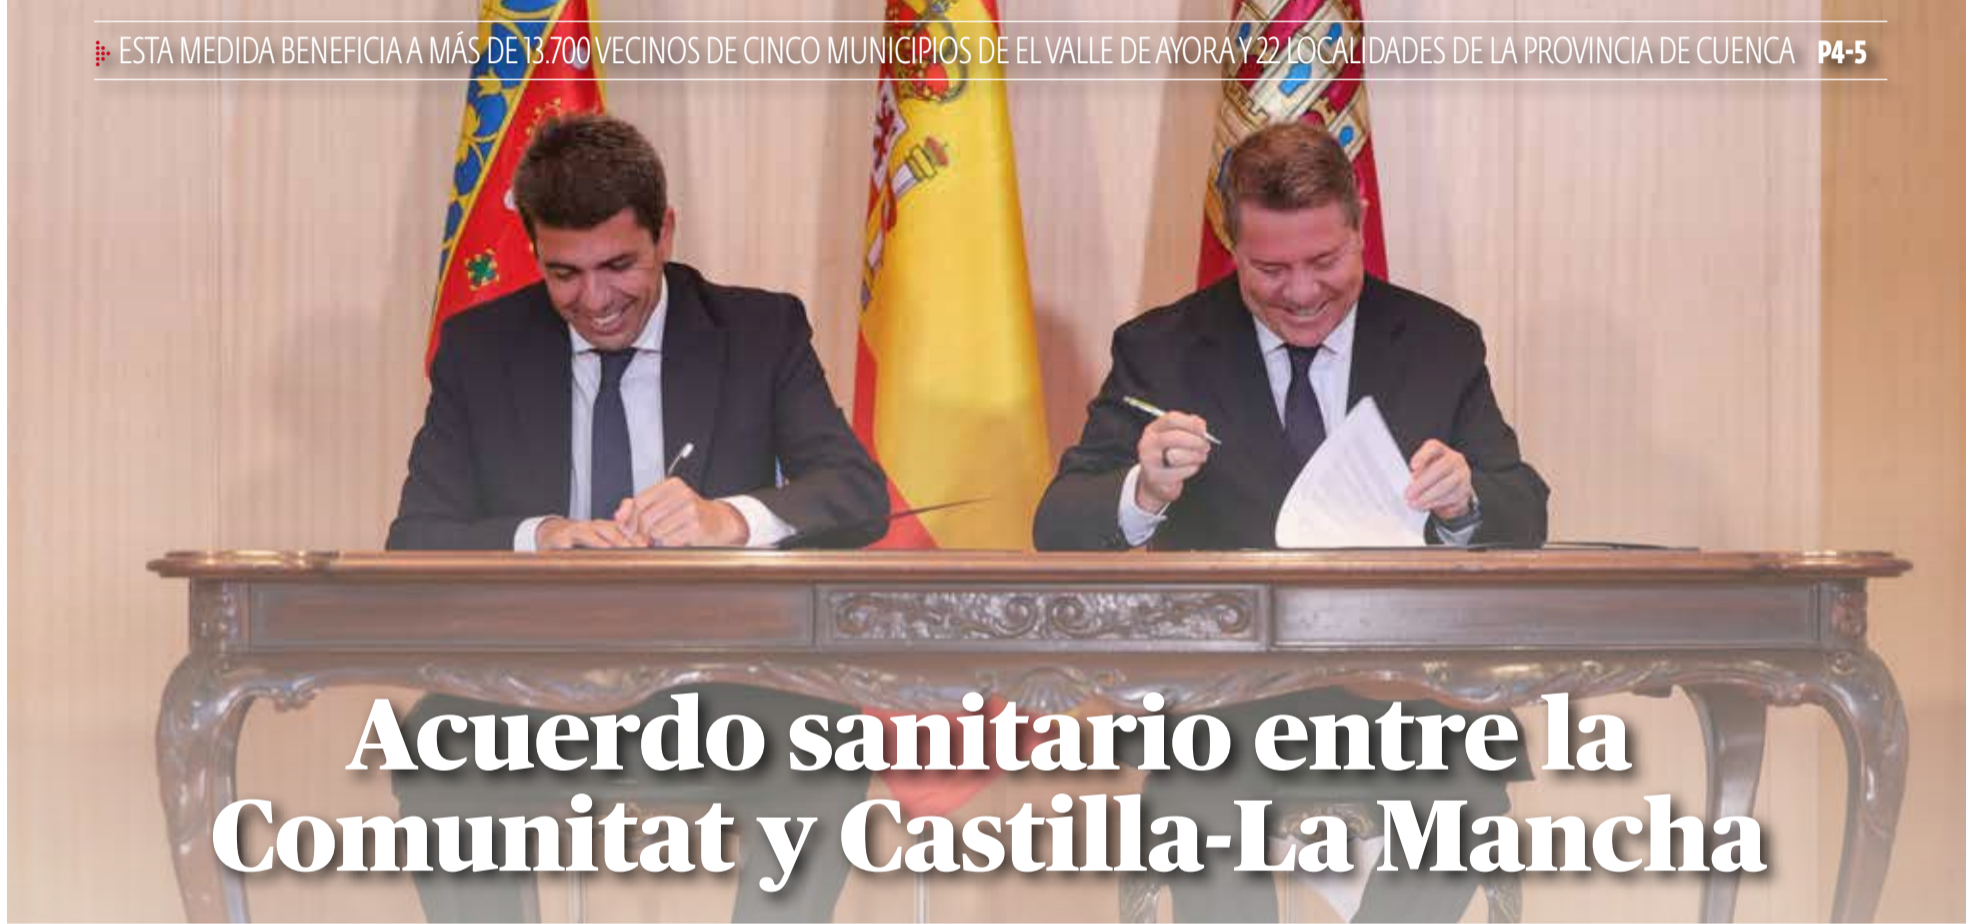 ESTA MEDIDA BENEFICIA A MÁS DE 13.700 VECINOS DE CINCO MUNICIPIOS DE EL VALLE DE AYORA Y 22 LOCALIDADES DE LA PROVINCIA DE CUENCA P4-5
Acuerdo sanitario entre la
Comunitat y Castilla-La Mancha